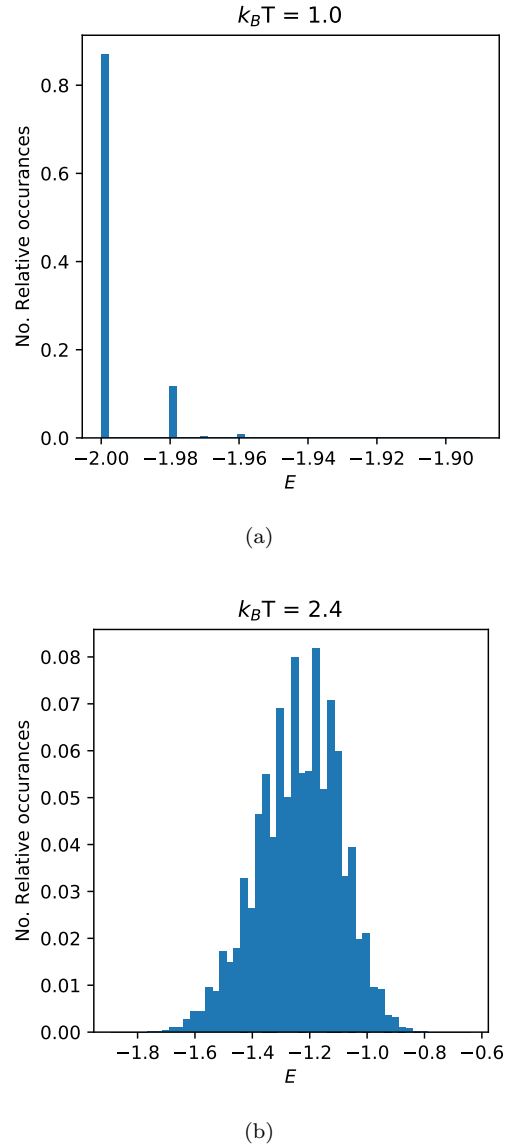 k_BT = 1.0
No. Relative occurances
0.8
0.6
0.4
0.2
0.0
−2.00 −1.98 −1.96 −1.94 −1.92 −1.90
E
(a)
k_BT = 2.4
No. Relative occurances
0.08
0.07
0.06
0.05
0.04
0.03
0.02
0.01
0.00
−1.8 −1.6 −1.4 −1.2 −1.0 −0.8 −0.6
E
(b)